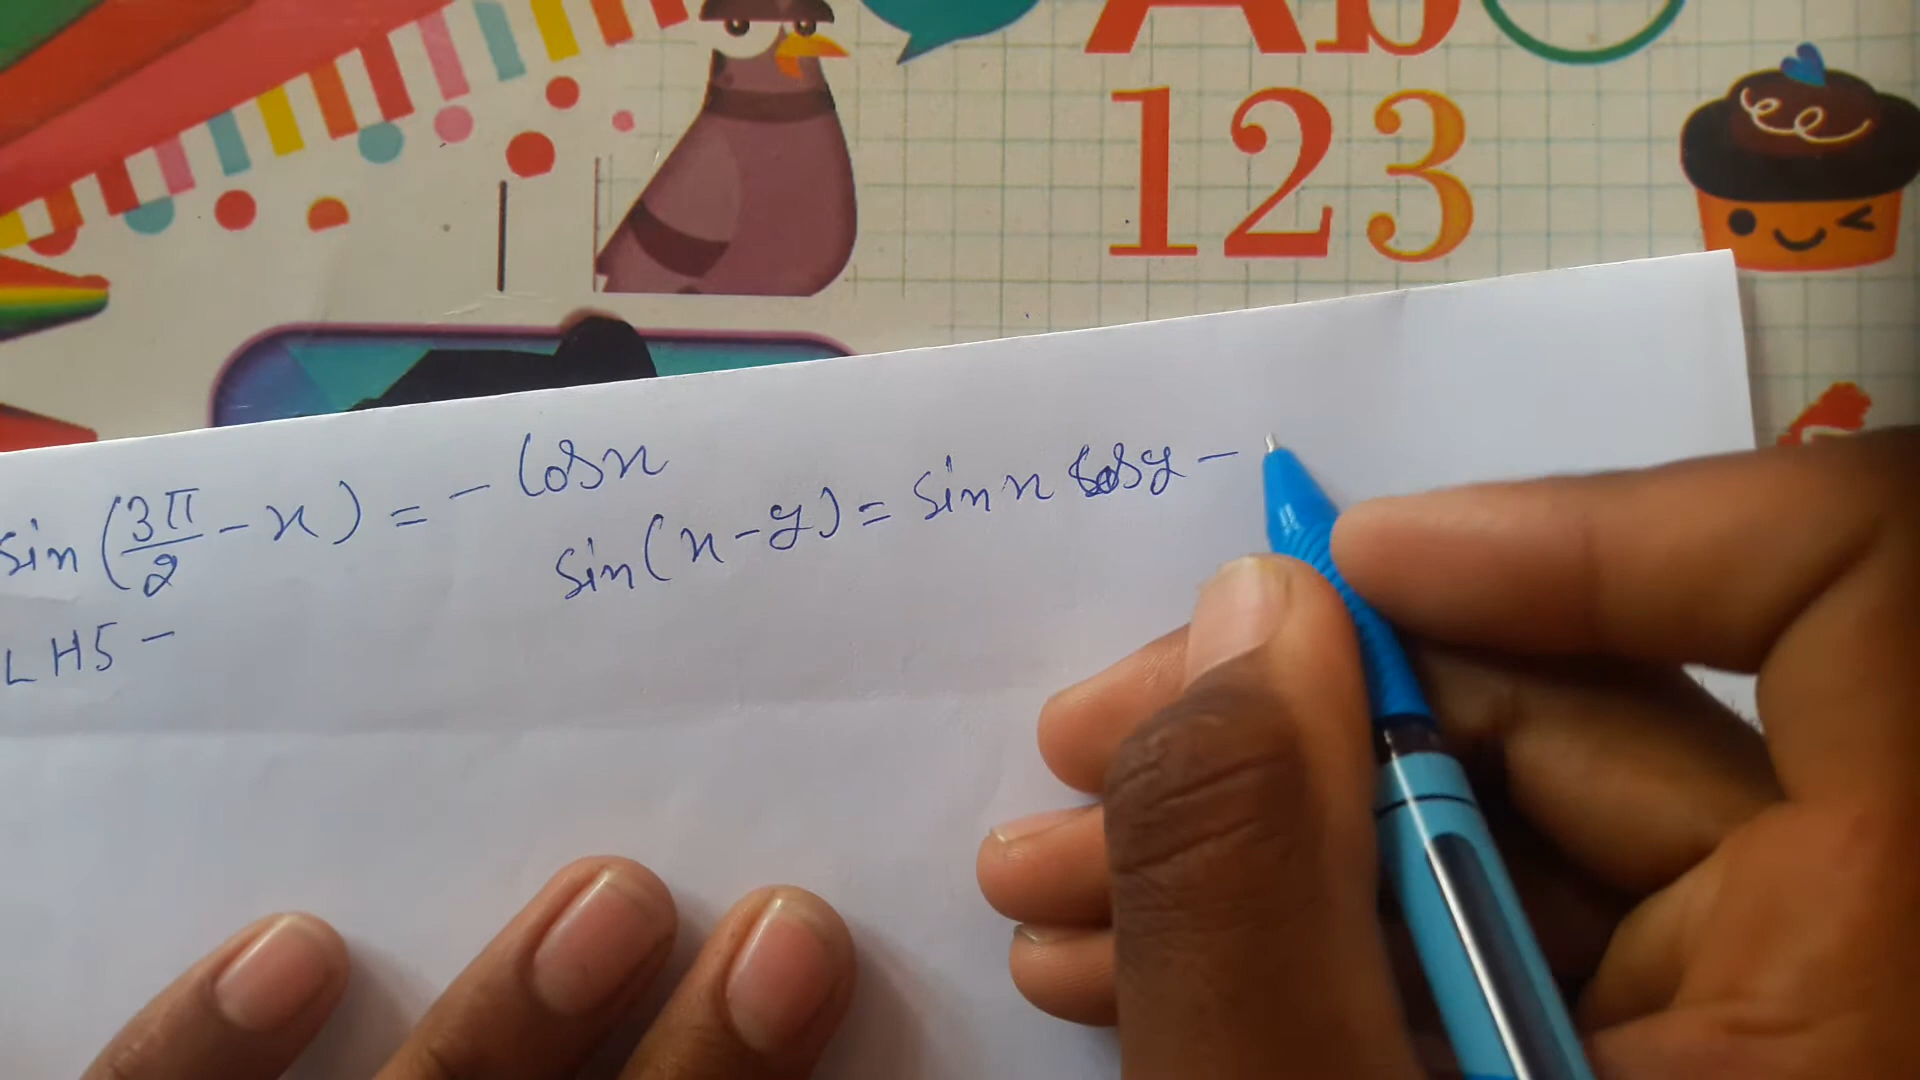 Ab
123
sin(3π/2 - x) = - Cosx
sin(x-y) = sinx Cosy -
LHS -